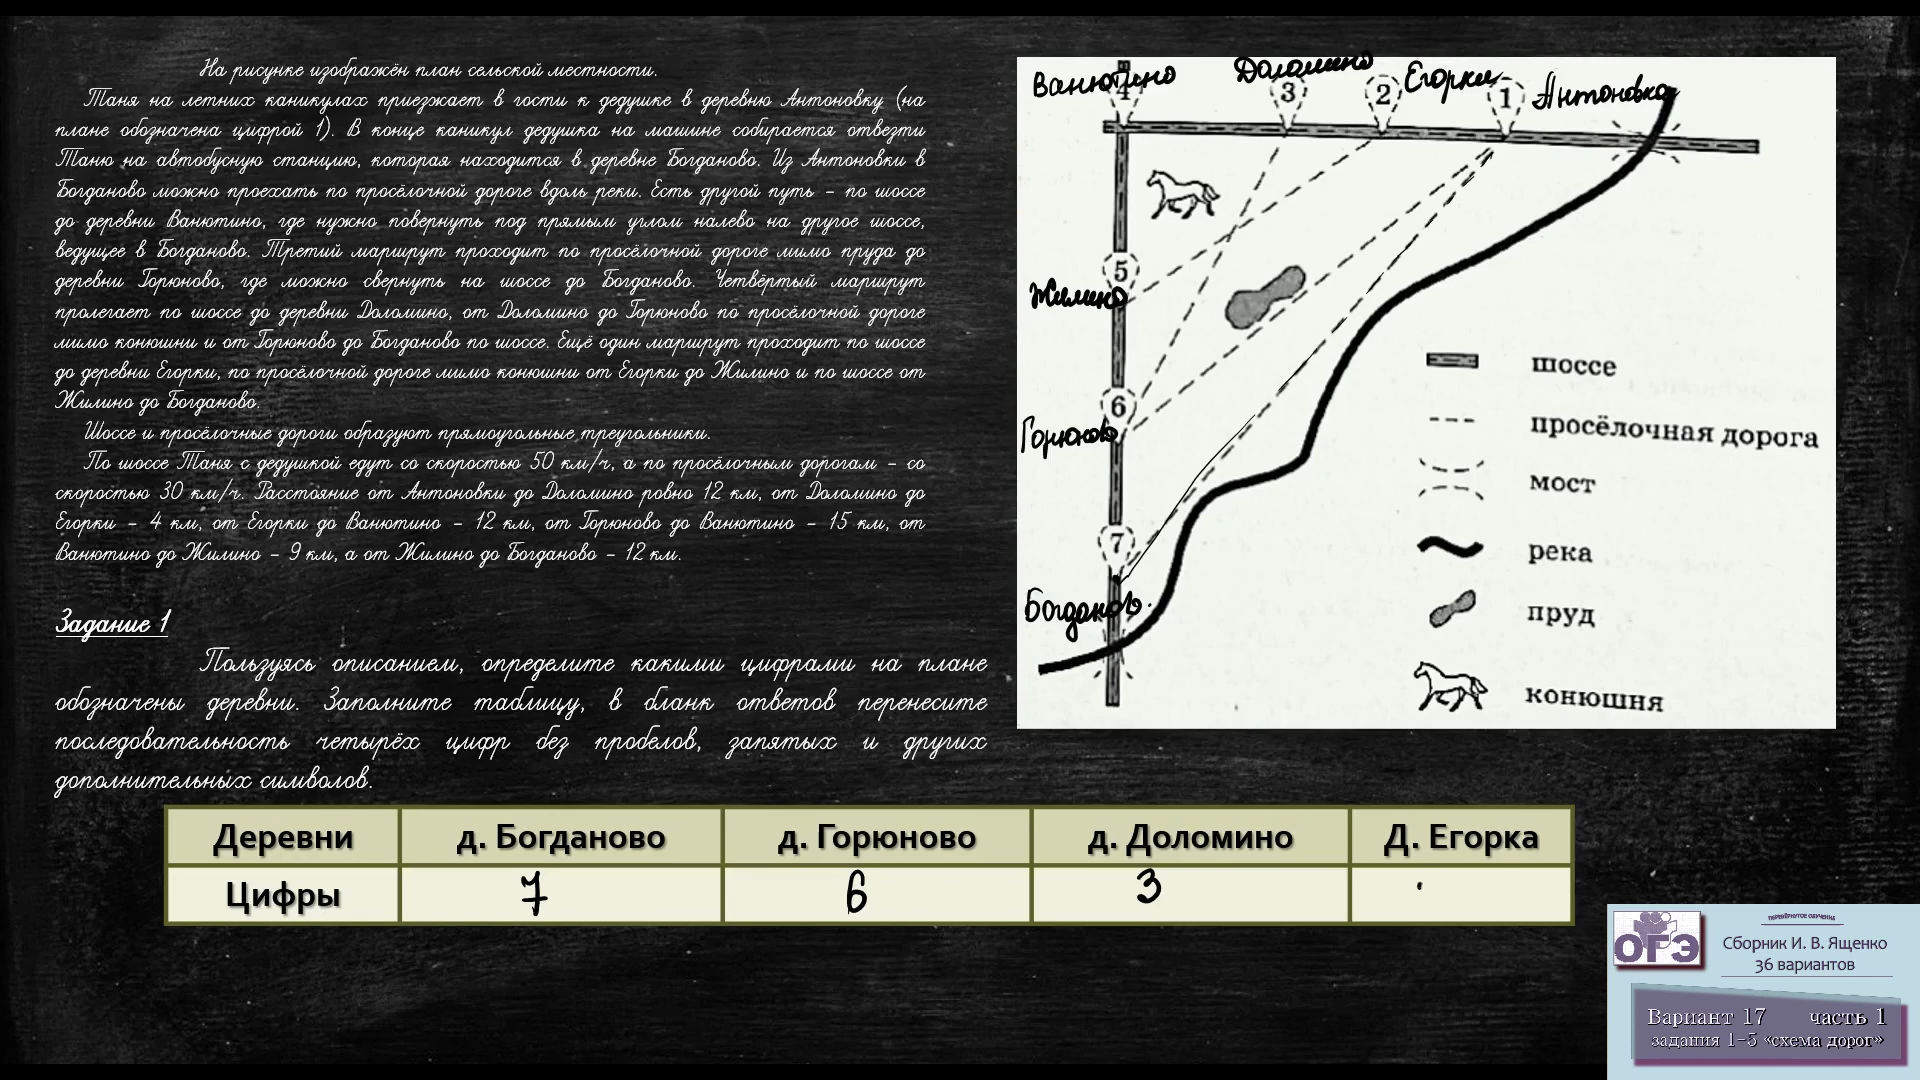 На рисунке изображён план сельской местности.
Таня на летних каникулах приезжает в гости к дедушке в деревню Антоновку (на
плане обозначена цифрой 1). В конце каникул дедушка на машине собирается отвезти
Таню на автобусную станцию, которая находится в деревне Богданово. Из Антоновки в
Богданово можно проехать по просёлочной дороге вдоль реки. Есть другой путь – по шоссе
до деревни Ванютино, где нужно повернуть под прямым углом налево на другое шоссе,
ведущее в Богданово. Третий маршрут проходит по просёлочной дороге мимо пруда до
деревни Горюново, где можно свернуть на шоссе до Богданово. Четвёртый маршрут
пролегает по шоссе до деревни Доломино, от Доломино до Горюново по просёлочной дороге
мимо конюшни и от Горюново до Богданово по шоссе. Ещё один маршрут проходит по шоссе
до деревни Егорки, по просёлочной дороге мимо конюшни от Егорки до Жилино и по шоссе от
Жилино до Богданово.
Шоссе и просёлочные дороги образуют прямоугольные треугольники.
По шоссе Таня с дедушкой едут со скоростью 50 км/ч, а по просёлочным дорогам – со
скоростью 30 км/ч. Расстояние от Антоновки до Доломино равно 12 км, от Доломино до
Егорки – 4 км, от Егорки до Ванютино – 12 км, от Горюново до Ванютино – 15 км, от
Ванютино до Жилино – 9 км, а от Жилино до Богданово – 12 км.
Задание 1
Пользуясь описанием, определите какими цифрами на плане
обозначены деревни. Заполните таблицу, в бланк ответов перенесите
последовательность четырёх цифр без пробелов, запятых и других
дополнительных символов.
Ванютино Доломино Егорки Антоновка
4 3 2 1
5
Жилино
6
Горюново
7
Богданово
шоссе
просёлочная дорога
мост
река
пруд
конюшня
Деревни д. Богданово д. Горюново д. Доломино Д. Егорка
Цифры 7 6 3
ПЕРЕВЁРНУТОЕ ОБУЧЕНИЕ
ОГЭ
Сборник И. В. Ященко
36 вариантов
Вариант 17 часть 1
задания 1-5 «схема дорог»